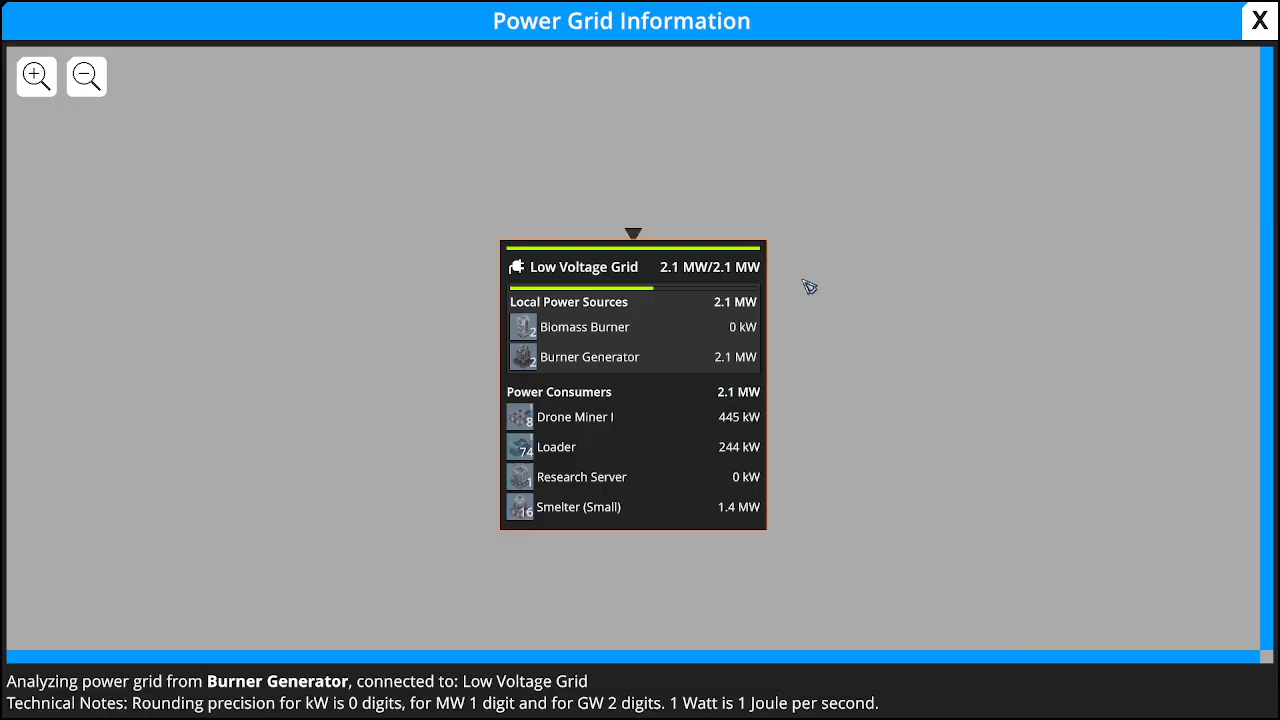 Power Grid Information
X
Low Voltage Grid 2.1 MW/2.1 MW
Local Power Sources 2.1 MW
2 Biomass Burner 0 kW
2 Burner Generator 2.1 MW
Power Consumers 2.1 MW
8 Drone Miner I 445 kW
74 Loader 244 kW
1 Research Server 0 kW
16 Smelter (Small) 1.4 MW
Analyzing power grid from Burner Generator, connected to: Low Voltage Grid
Technical Notes: Rounding precision for kW is 0 digits, for MW 1 digit and for GW 2 digits. 1 Watt is 1 Joule per second.